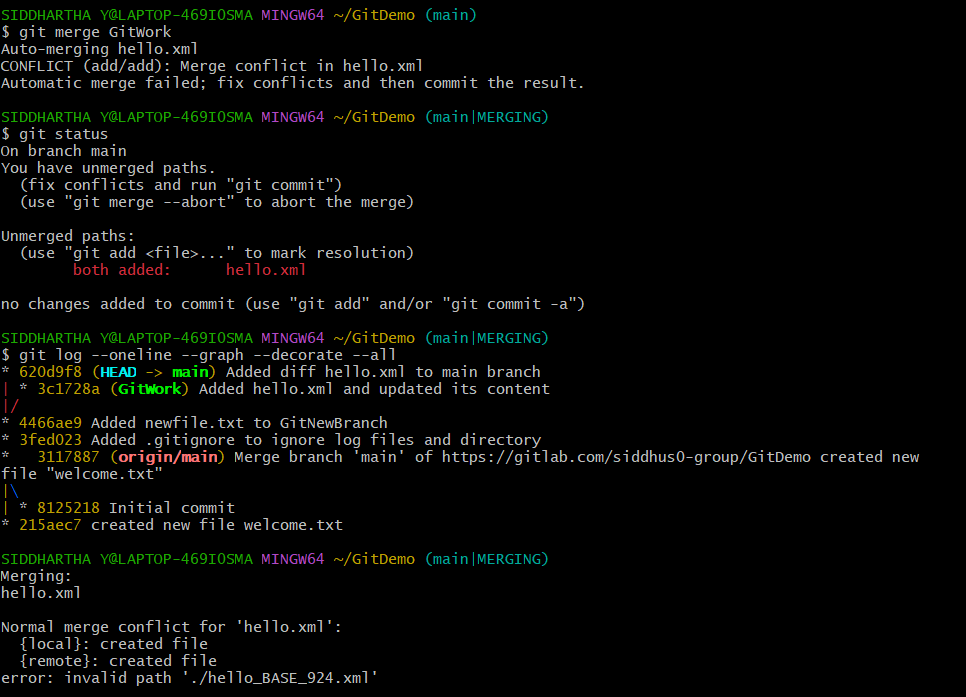 SIDDHARTHA Y@LAPTOP-469IOSMA MINGW64 ~/GitDemo (main)
$ git merge GitWork
Auto-merging hello.xml
CONFLICT (add/add): Merge conflict in hello.xml
Automatic merge failed; fix conflicts and then commit the result.

SIDDHARTHA Y@LAPTOP-469IOSMA MINGW64 ~/GitDemo (main|MERGING)
$ git status
On branch main
You have unmerged paths.
  (fix conflicts and run "git commit")
  (use "git merge --abort" to abort the merge)

Unmerged paths:
  (use "git add <file>..." to mark resolution)
        both added:      hello.xml

no changes added to commit (use "git add" and/or "git commit -a")

SIDDHARTHA Y@LAPTOP-469IOSMA MINGW64 ~/GitDemo (main|MERGING)
$ git log --oneline --graph --decorate --all
* 620d9f8 (HEAD -> main) Added diff hello.xml to main branch
| * 3c1728a (GitWork) Added hello.xml and updated its content
|/
* 4466ae9 Added newfile.txt to GitNewBranch
* 3fed023 Added .gitignore to ignore log files and directory
*   3117887 (origin/main) Merge branch 'main' of https://gitlab.com/siddhus0-group/GitDemo created new
file "welcome.txt"
|\
| * 8125218 Initial commit
* 215aec7 created new file welcome.txt

SIDDHARTHA Y@LAPTOP-469IOSMA MINGW64 ~/GitDemo (main|MERGING)
Merging:
hello.xml

Normal merge conflict for 'hello.xml':
  {local}: created file
  {remote}: created file
error: invalid path './hello_BASE_924.xml'